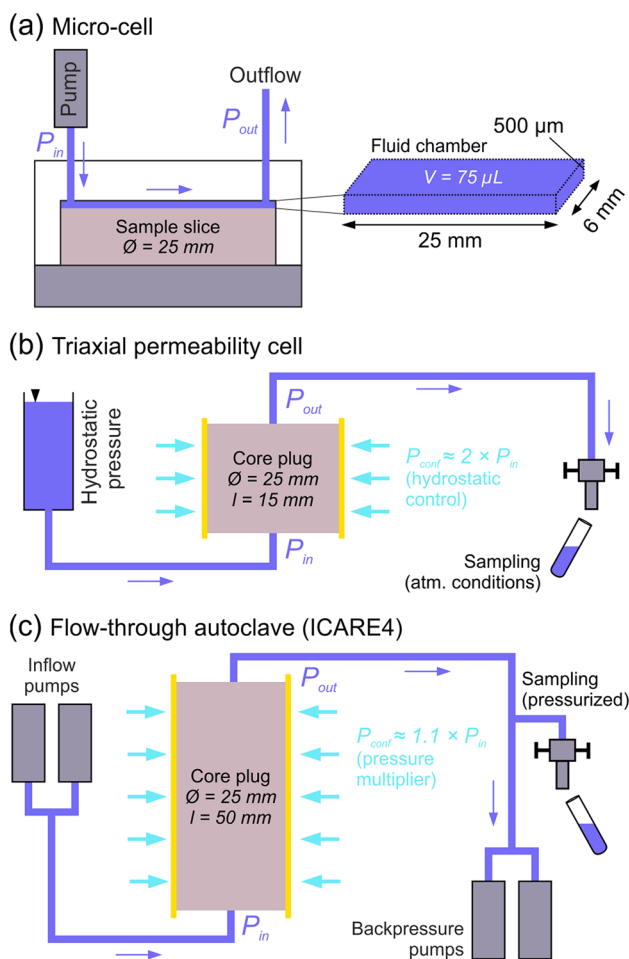 (a) Micro-cell
Pump
P_in
Outflow
P_out
Sample slice
Ø = 25 mm
Fluid chamber
V = 75 µL
500 µm
25 mm
6 mm
(b) Triaxial permeability cell
Hydrostatic
pressure
P_out
Core plug
Ø = 25 mm
l = 15 mm
P_in
P_conf ≈ 2 × P_in
(hydrostatic
control)
Sampling
(atm. conditions)
(c) Flow-through autoclave (ICARE4)
Inflow
pumps
P_out
Core plug
Ø = 25 mm
l = 50 mm
P_in
P_conf ≈ 1.1 × P_in
(pressure
multiplier)
Sampling
(pressurized)
Backpressure
pumps